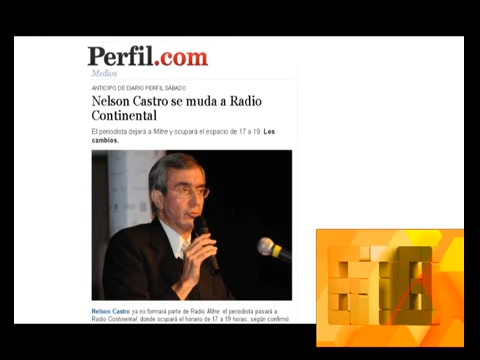 Perfil.com
Medios
ANTICIPO DE DIARIO PERFIL SÁBADO
Nelson Castro se muda a Radio
Continental
El periodista dejará a Mitre y ocupará el espacio de 17 a 19. Los
cambios.
Nelson Castro ya no formará parte de Radio Mitre: el periodista pasará a
Radio Continental, donde ocupará el horario de 17 a 19 horas, según confirmó